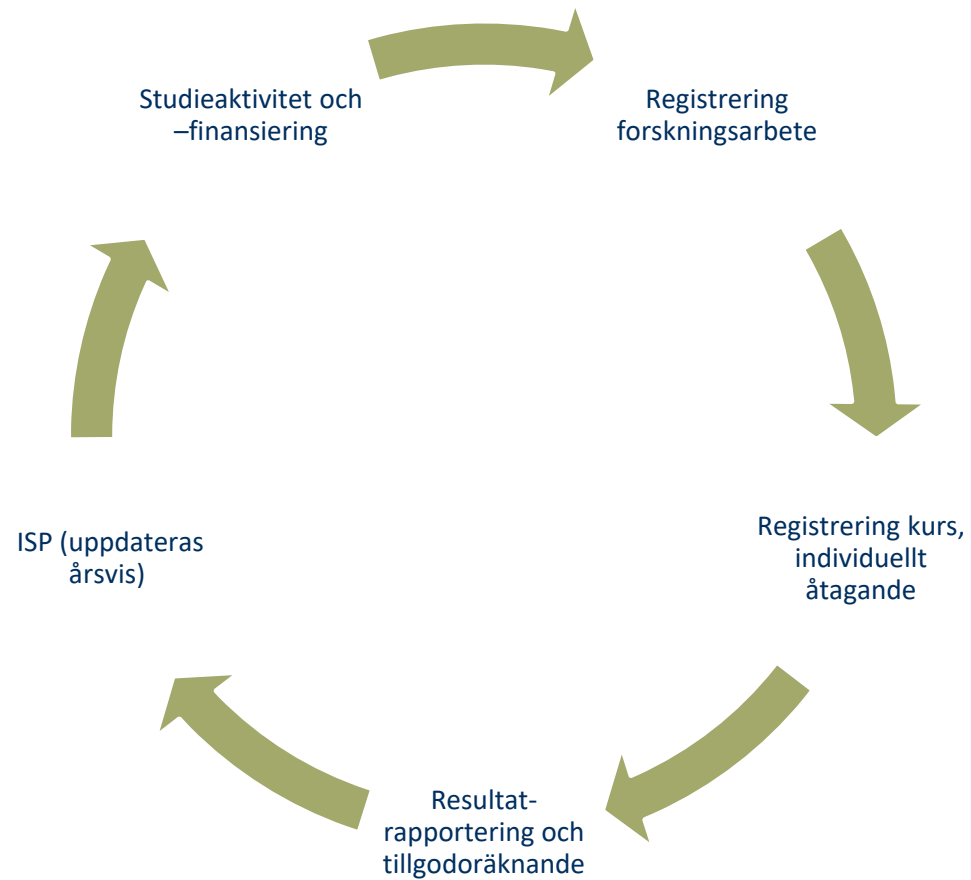 Studieaktivitet och
–finansiering
Registrering
forskningsarbete
Registrering kurs,
individuellt
åtagande
Resultat-
rapportering och
tillgodoräknande
ISP (uppdateras
årsvis)